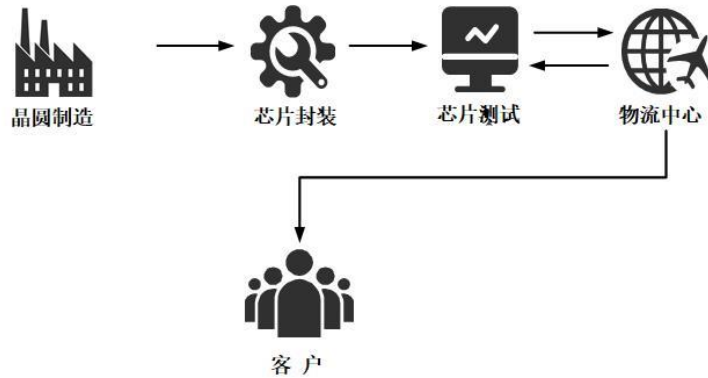 晶圆制造
芯片封装
芯片测试
物流中心
客 户